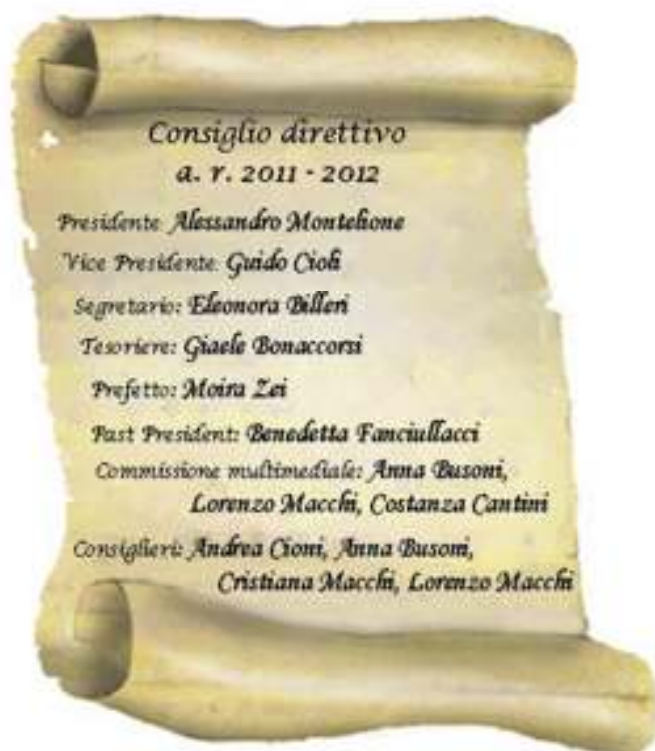 Consiglio direttivo
a. r. 2011 - 2012
Presidente: Alessandro Montelione
Vice Presidente: Guido Cioli
Segretario: Eleonora Billeri
Tesoriere: Giaele Bonaccorsi
Prefetto: Moira Zei
Past President: Benedetta Fanciullacci
Commissione multimediale: Anna Busoni,
Lorenzo Macchi, Costanza Cantini
Consiglieri: Andrea Cioni, Anna Busoni,
Cristiana Macchi, Lorenzo Macchi